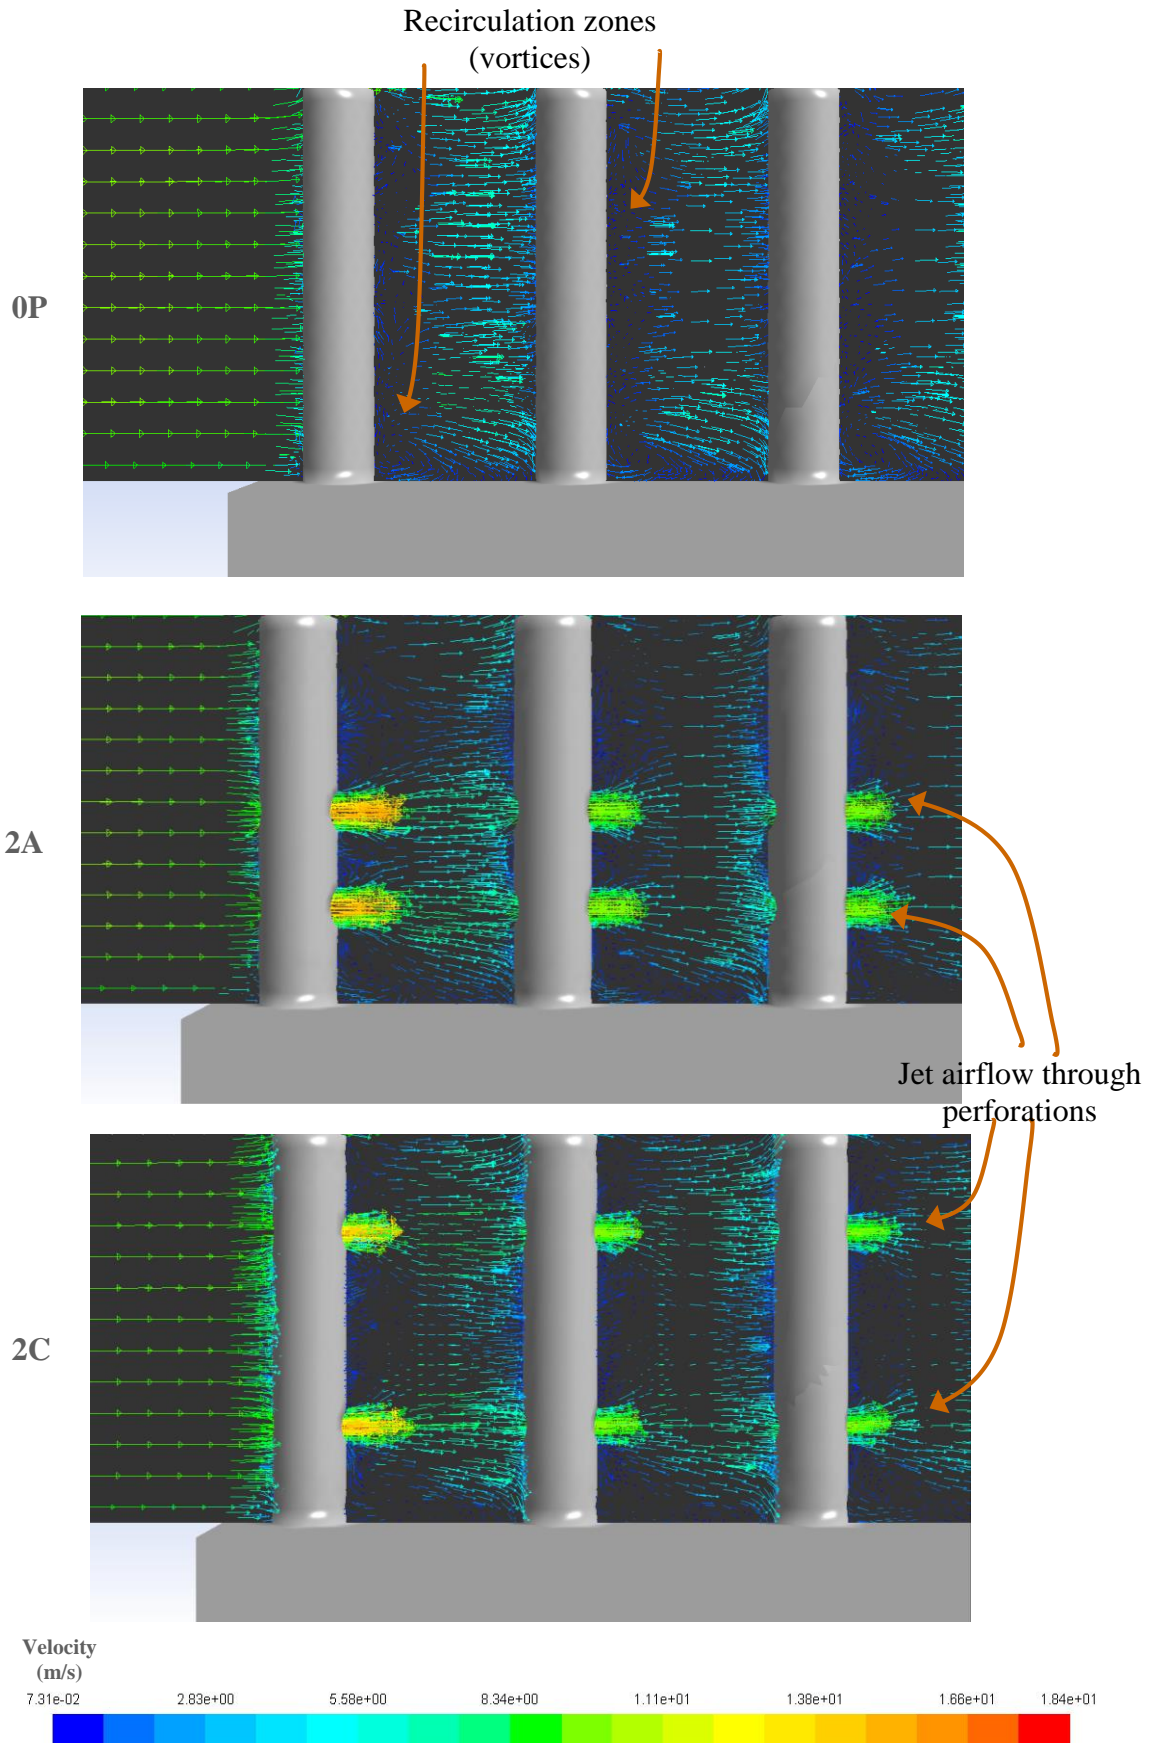 Recirculation zones
(vortices)
0P
2A
Jet airflow through
perforations
2C
Velocity
(m/s)
7.31e-02 2.83e+00 5.58e+00 8.34e+00 1.11e+01 1.38e+01 1.66e+01 1.84e+01